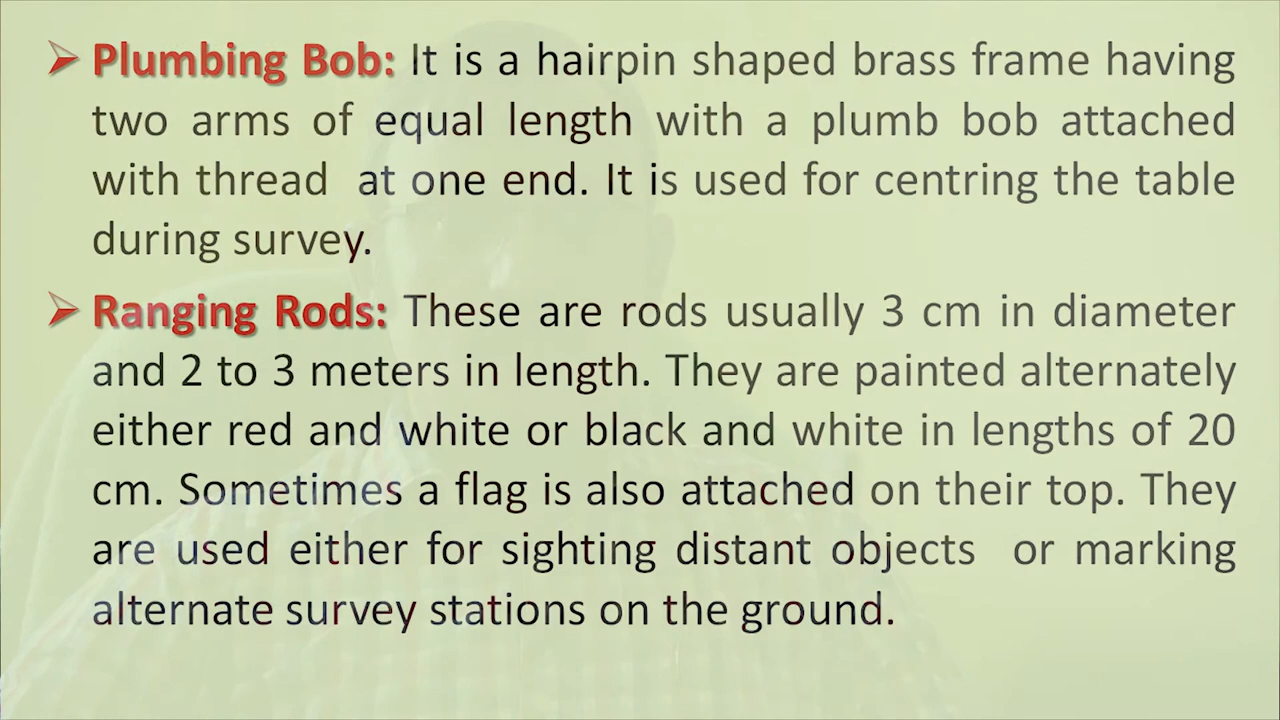 ➢ Plumbing Bob: It is a hairpin shaped brass frame having
two arms of equal length with a plumb bob attached
with thread at one end. It is used for centring the table
during survey.
➢ Ranging Rods: These are rods usually 3 cm in diameter
and 2 to 3 meters in length. They are painted alternately
either red and white or black and white in lengths of 20
cm. Sometimes a flag is also attached on their top. They
are used either for sighting distant objects or marking
alternate survey stations on the ground.